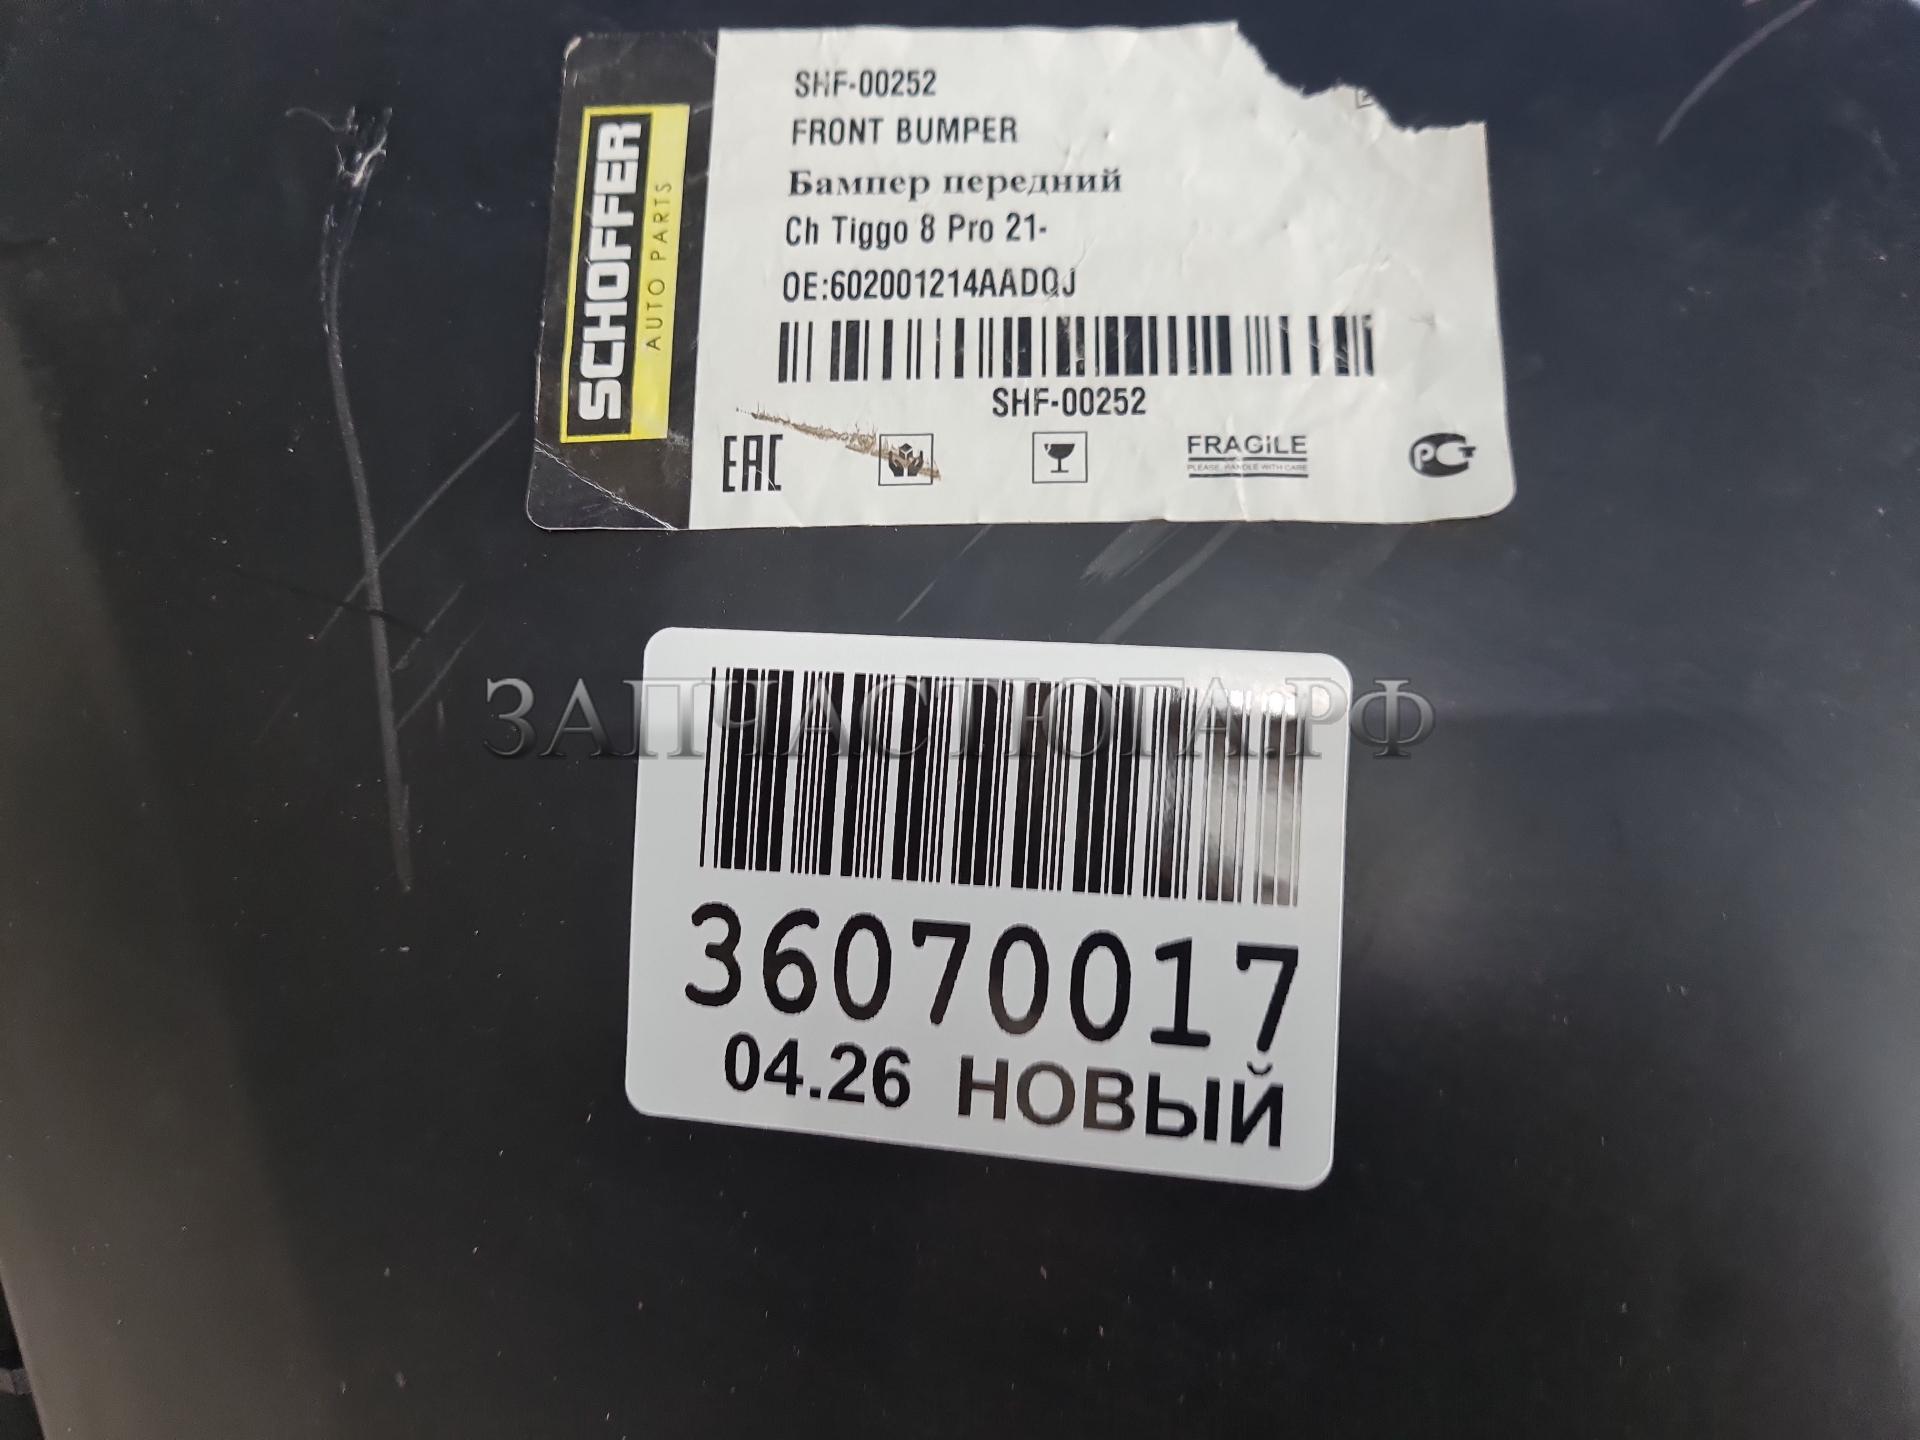 SCHOFFER
AUTO PARTS
SHF-00252
FRONT BUMPER
Бампер передний
Ch Tiggo 8 Pro 21-
OE:602001214AADQJ
SHF-00252
EAC
FRAGILE
PLEASE, HANDLE WITH CARE
РСТ
ЗАПЧАСТЮГА.РФ
36070017
04.26 НОВЫЙ